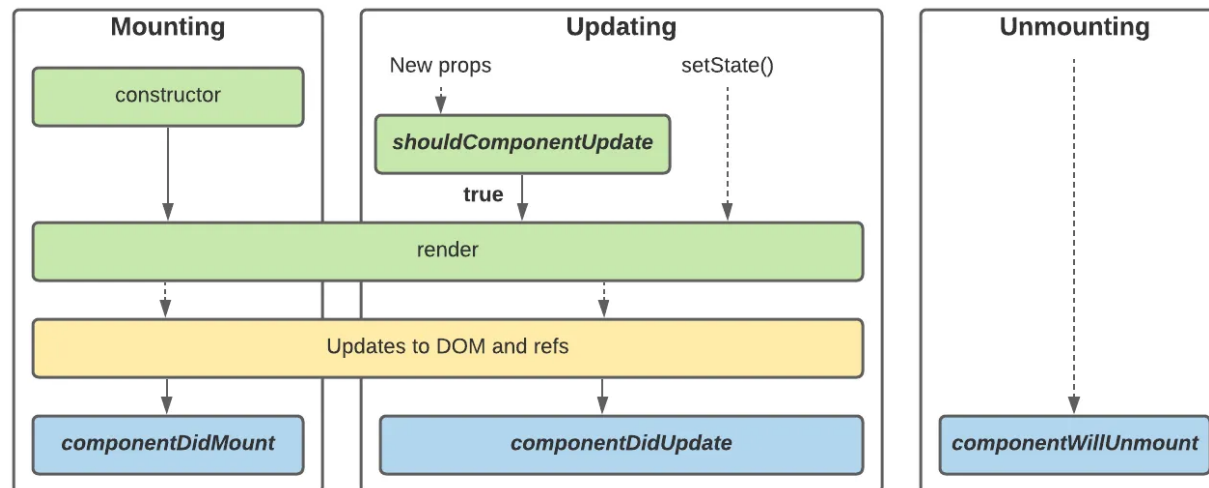 Mounting
constructor
Updating
New props
setState()
shouldComponentUpdate
true
render
Updates to DOM and refs
componentDidMount
componentDidUpdate
Unmounting
componentWillUnmount